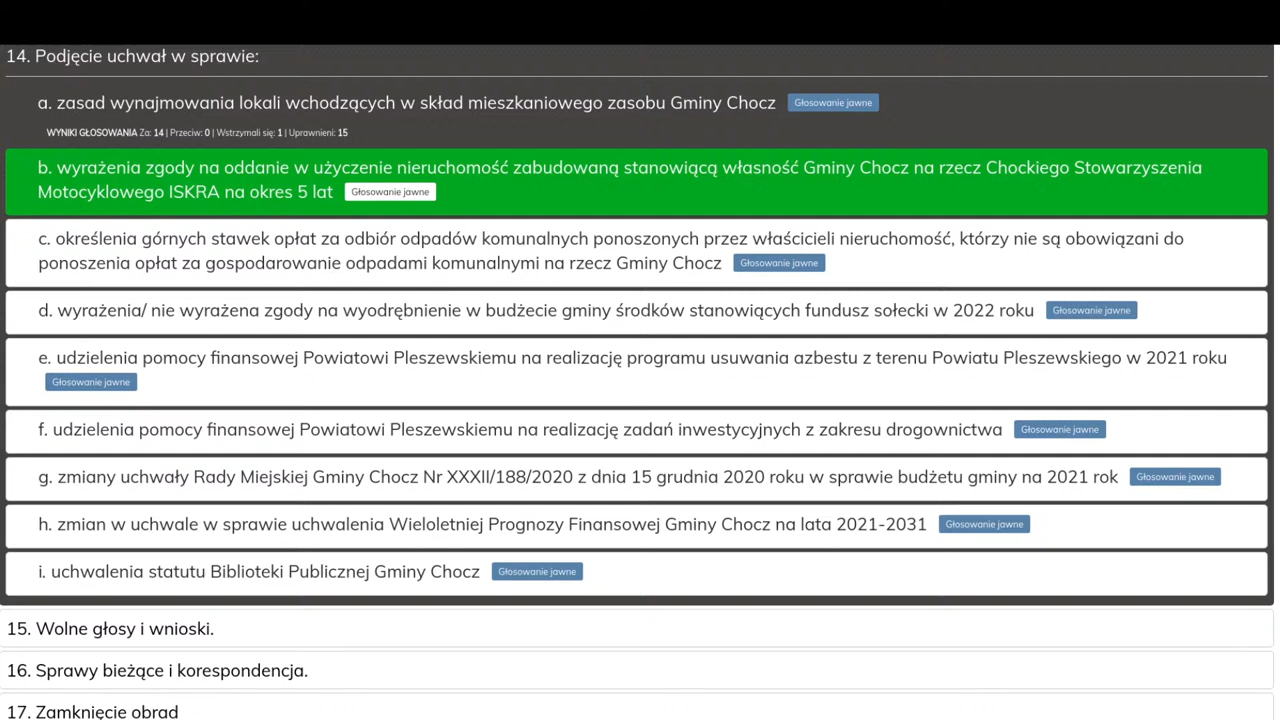 14. Podjęcie uchwał w sprawie:
a. zasad wynajmowania lokali wchodzących w skład mieszkaniowego zasobu Gminy Chocz Głosowanie jawne
WYNIKI GŁOSOWANIA Za: 14 | Przeciw: 0 | Wstrzymali się: 1 | Uprawnieni: 15
b. wyrażenia zgody na oddanie w użyczenie nieruchomość zabudowaną stanowiącą własność Gminy Chocz na rzecz Chockiego Stowarzyszenia
Motocyklowego ISKRA na okres 5 lat Głosowanie jawne
c. określenia górnych stawek opłat za odbiór odpadów komunalnych ponoszonych przez właścicieli nieruchomość, którzy nie są obowiązani do
ponoszenia opłat za gospodarowanie odpadami komunalnymi na rzecz Gminy Chocz Głosowanie jawne
d. wyrażenia/ nie wyrażena zgody na wyodrębnienie w budżecie gminy środków stanowiących fundusz sołecki w 2022 roku Głosowanie jawne
e. udzielenia pomocy finansowej Powiatowi Pleszewskiemu na realizację programu usuwania azbestu z terenu Powiatu Pleszewskiego w 2021 roku
Głosowanie jawne
f. udzielenia pomocy finansowej Powiatowi Pleszewskiemu na realizację zadań inwestycyjnych z zakresu drogownictwa Głosowanie jawne
g. zmiany uchwały Rady Miejskiej Gminy Chocz Nr XXXII/188/2020 z dnia 15 grudnia 2020 roku w sprawie budżetu gminy na 2021 rok Głosowanie jawne
h. zmian w uchwale w sprawie uchwalenia Wieloletniej Prognozy Finansowej Gminy Chocz na lata 2021-2031 Głosowanie jawne
i. uchwalenia statutu Biblioteki Publicznej Gminy Chocz Głosowanie jawne
15. Wolne głosy i wnioski.
16. Sprawy bieżące i korespondencja.
17. Zamknięcie obrad